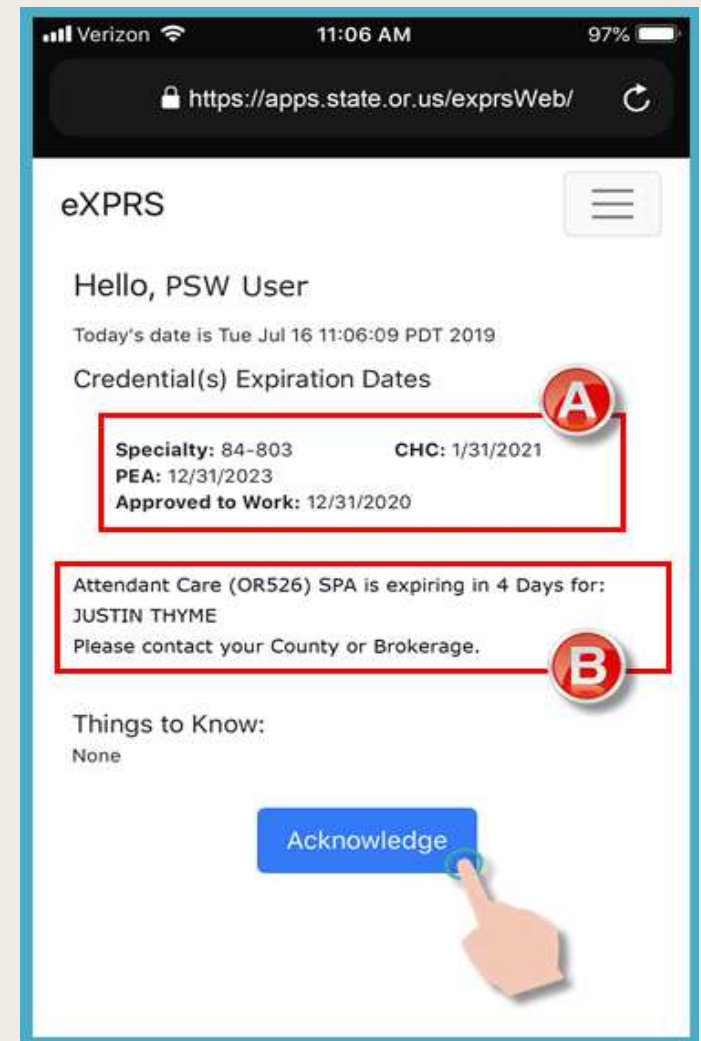 Verizon 11:06 AM 97%
https://apps.state.or.us/exprsWeb/
eXPRS
Hello, PSW User
Today's date is Tue Jul 16 11:06:09 PDT 2019
Credential(s) Expiration Dates
A
Specialty: 84-803 CHC: 1/31/2021
PEA: 12/31/2023
Approved to Work: 12/31/2020
Attendant Care (OR526) SPA is expiring in 4 Days for:
JUSTIN THYME
Please contact your County or Brokerage.
B
Things to Know:
None
Acknowledge